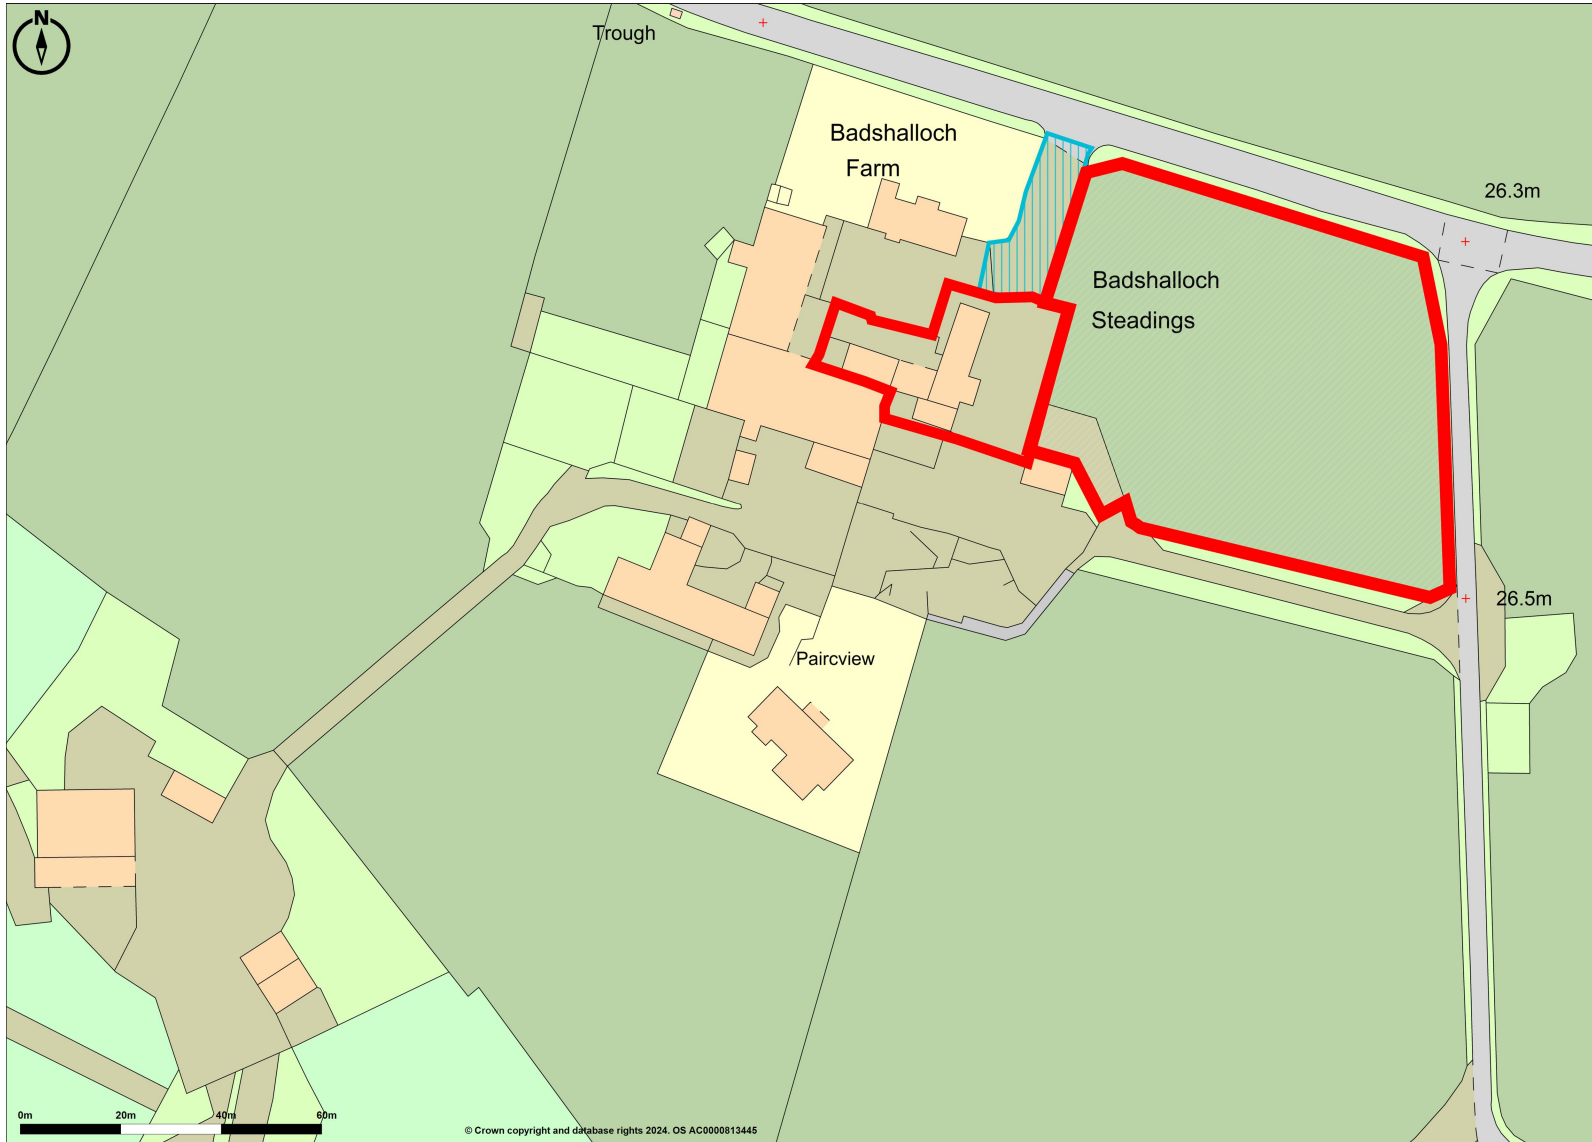 N
Trough
Badshalloch
Farm
26.3m
Badshalloch
Steadings
26.5m
Paircview
0m 20m 40m 60m
© Crown copyright and database rights 2024. OS AC0000813445